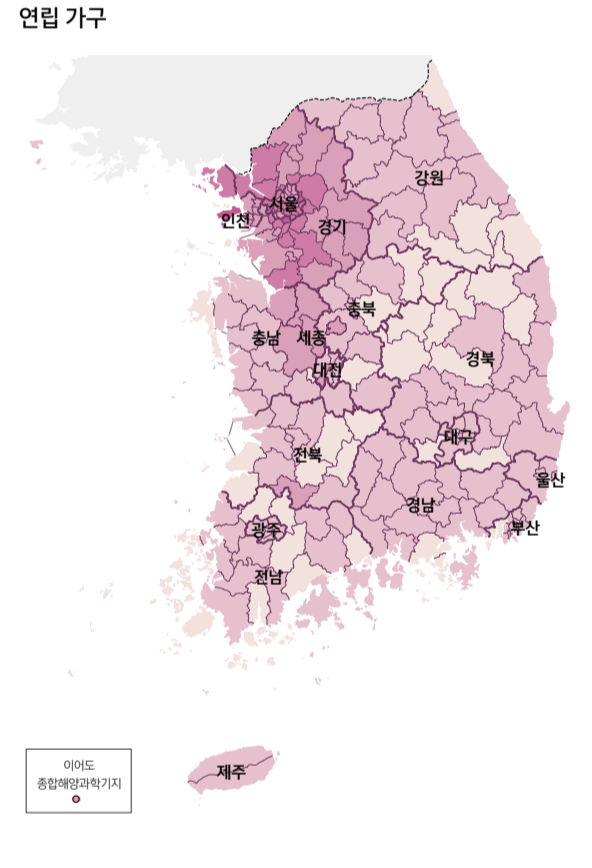 연립 가구
강원
서울
인천
경기
충북
충남
세종
경북
대전
대구
전북
울산
경남
부산
광주
전남
제주
이어도
종합해양과학기지